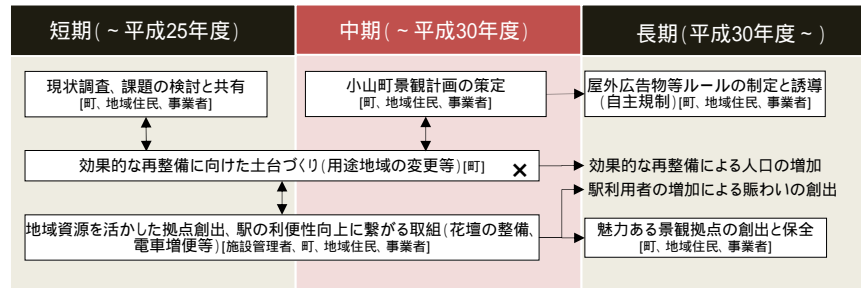 短期(～平成25年度)
中期(～平成30年度)
長期(平成30年度～)
現状調査、課題の検討と共有
[町、地域住民、事業者]
小山町景観計画の策定
[町、地域住民、事業者]
屋外広告物等ルールの制定と誘導
(自主規制)[町、地域住民、事業者]
効果的な再整備に向けた土台づくり(用途地域の変更等)[町] ×
効果的な再整備による人口の増加
駅利用者の増加による賑わいの創出
地域資源を活かした拠点創出、駅の利便性向上に繋がる取組(花壇の整備、
電車増便等)[施設管理者、町、地域住民、事業者]
魅力ある景観拠点の創出と保全
[町、地域住民、事業者]